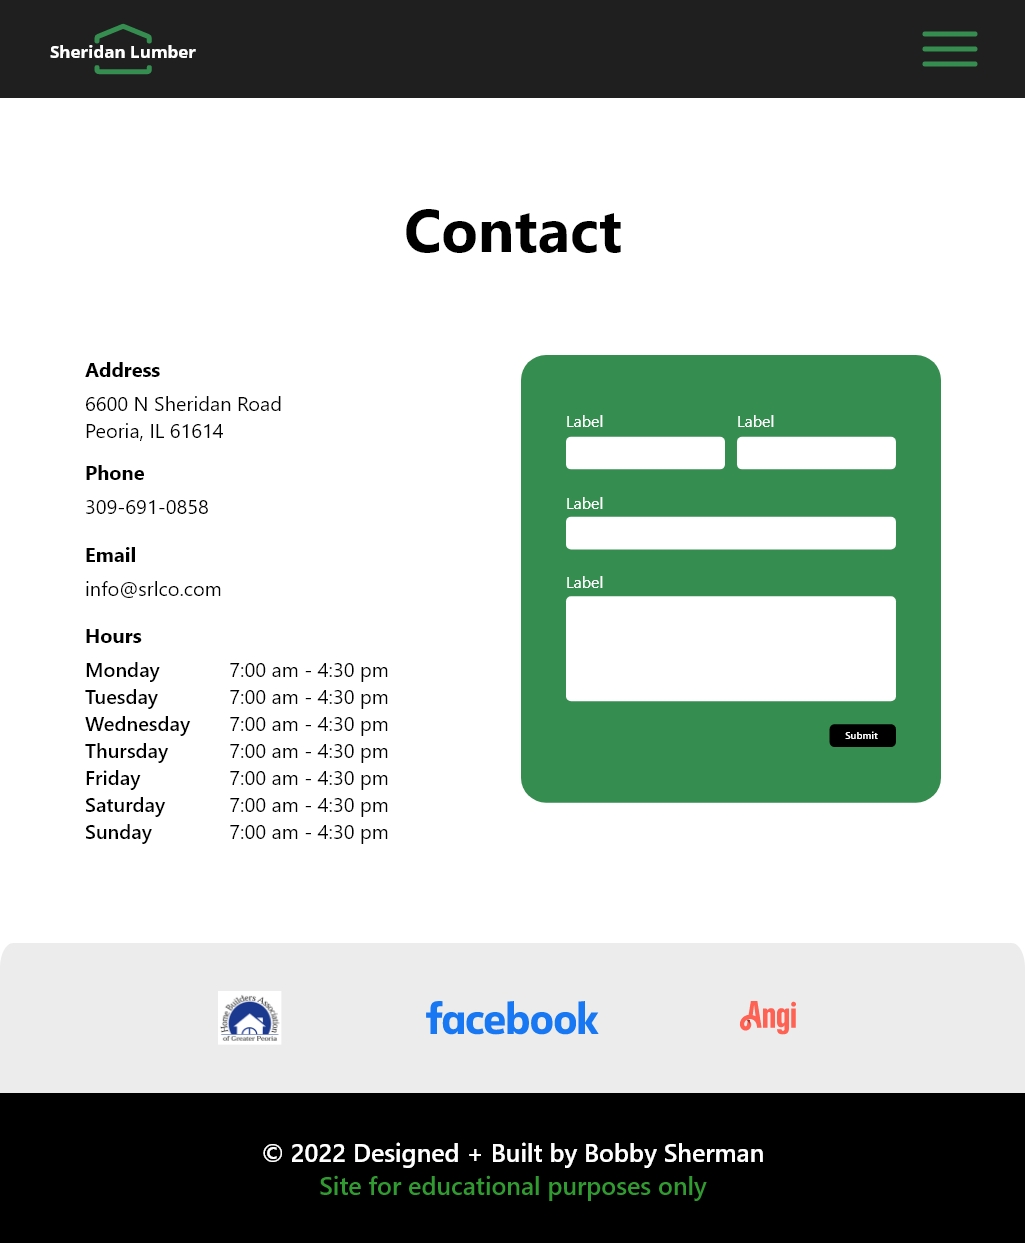 Sheridan Lumber
Contact
Address
6600 N Sheridan Road
Peoria, IL 61614
Phone
309-691-0858
Email
info@srlco.com
Hours
Monday 7:00 am - 4:30 pm
Tuesday 7:00 am - 4:30 pm
Wednesday 7:00 am - 4:30 pm
Thursday 7:00 am - 4:30 pm
Friday 7:00 am - 4:30 pm
Saturday 7:00 am - 4:30 pm
Sunday 7:00 am - 4:30 pm
Label Label
Label
Label
Submit
Home Builders Association
of Greater Peoria
facebook
Angi
© 2022 Designed + Built by Bobby Sherman
Site for educational purposes only